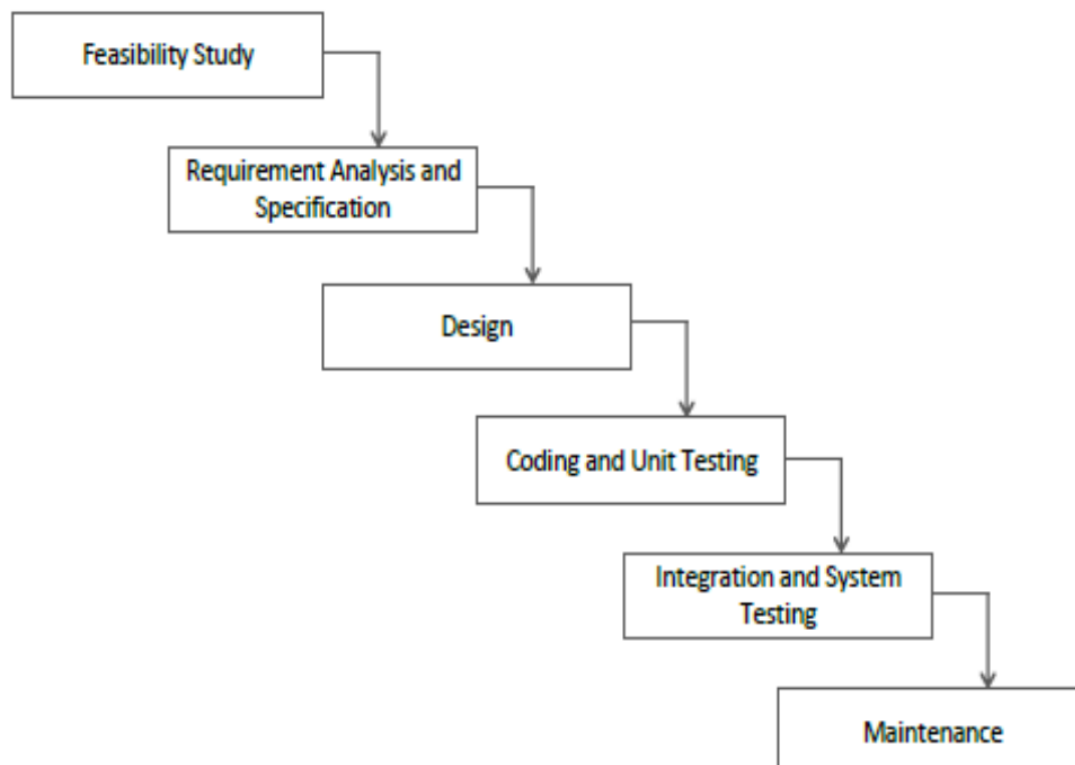 Feasibility Study
Requirement Analysis and
Specification
Design
Coding and Unit Testing
Integration and System
Testing
Maintenance